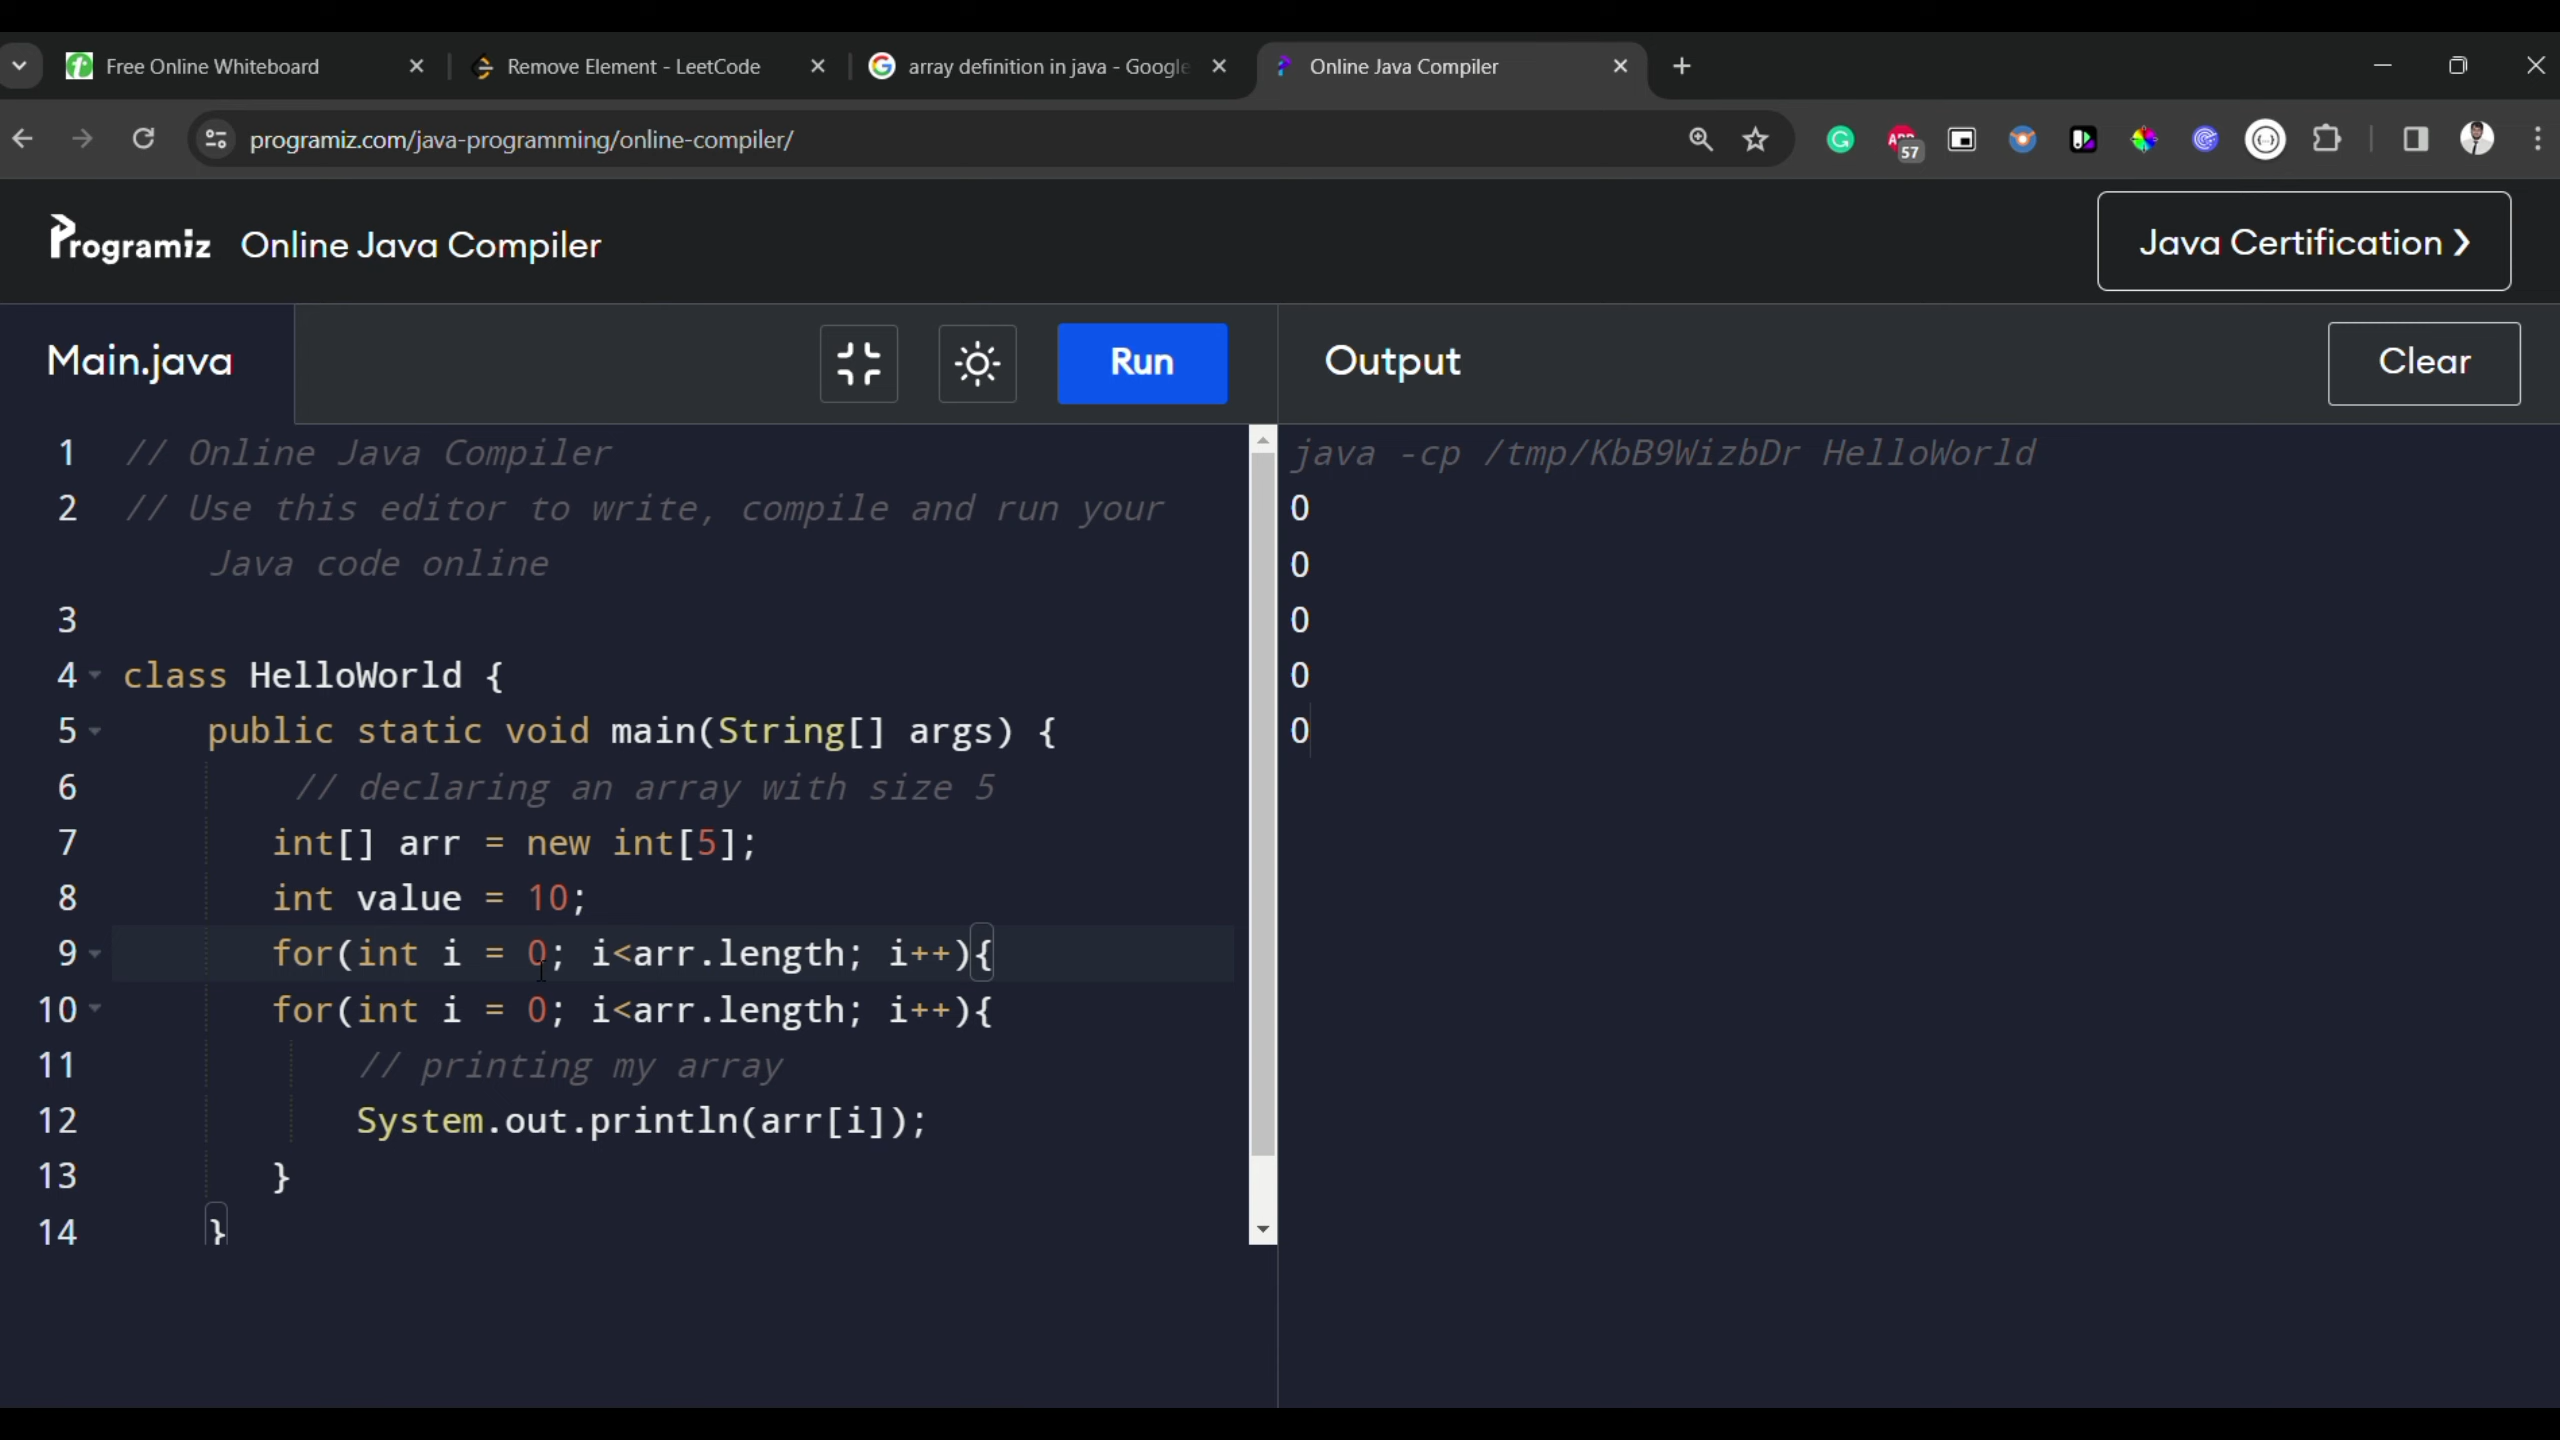 Free Online Whiteboard
Remove Element - LeetCode
array definition in java - Google
Online Java Compiler
programiz.com/java-programming/online-compiler/
57
Programiz Online Java Compiler
Java Certification ❯
Main.java
Run
Output
Clear
1 // Online Java Compiler
2 // Use this editor to write, compile and run your
Java code online
3
4 class HelloWorld {
5 public static void main(String[] args) {
6 // declaring an array with size 5
7 int[] arr = new int[5];
8 int value = 10;
9 for(int i = 0; i<arr.length; i++){
10 for(int i = 0; i<arr.length; i++){
11 // printing my array
12 System.out.println(arr[i]);
13 }
14 }
java -cp /tmp/KbB9WizbDr HelloWorld
0
0
0
0
0